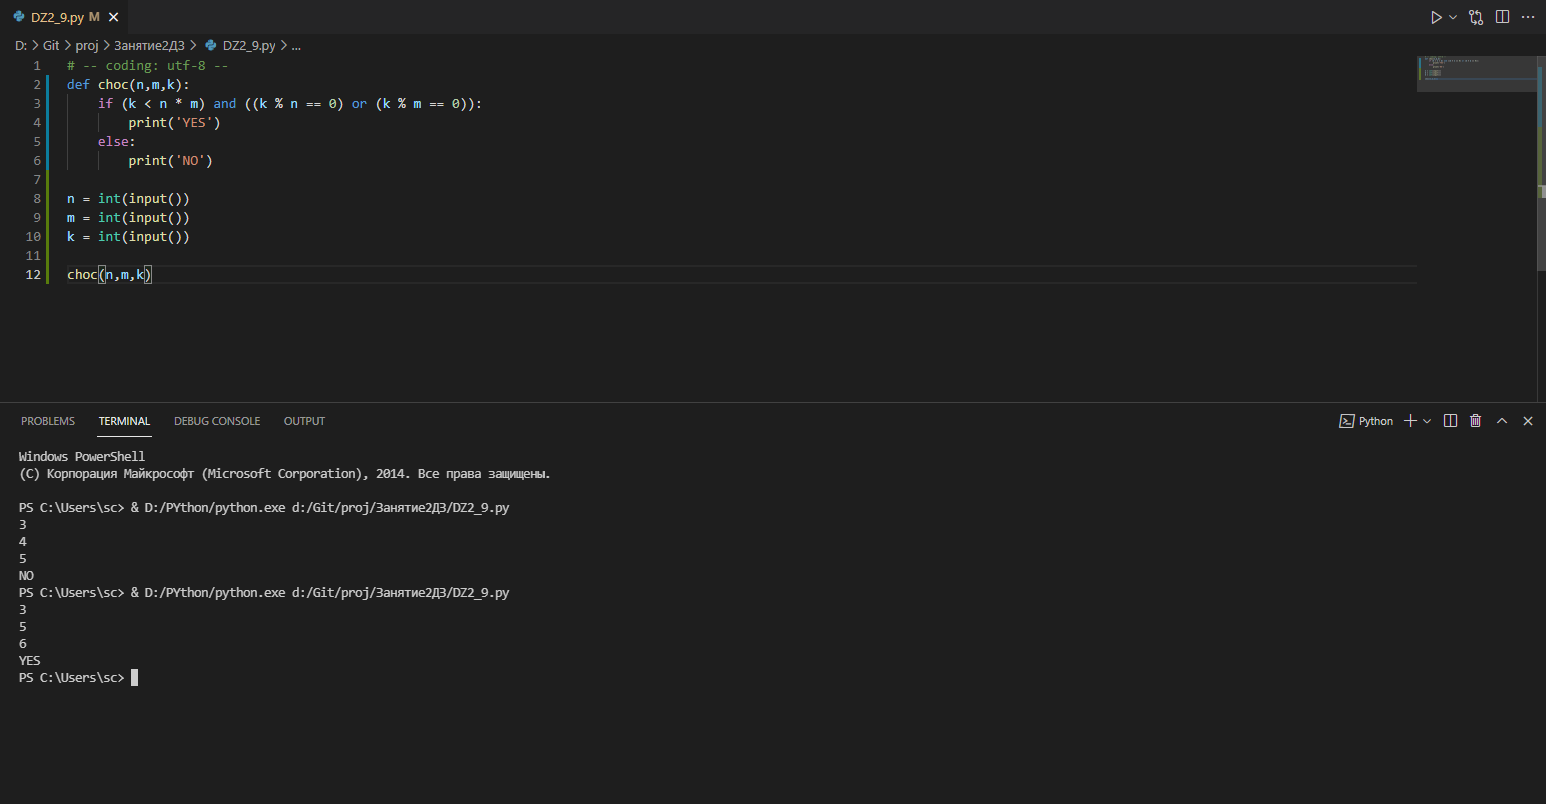 DZ2_9.py M
D: > Git > proj > Занятие2ДЗ > DZ2_9.py > ...
1 # -- coding: utf-8 --
2 def choc(n,m,k):
3     if (k < n * m) and ((k % n == 0) or (k % m == 0)):
4         print('YES')
5     else:
6         print('NO')
7
8 n = int(input())
9 m = int(input())
10 k = int(input())
11
12 choc(n,m,k)
PROBLEMS TERMINAL DEBUG CONSOLE OUTPUT Python
Windows PowerShell
(C) Корпорация Майкрософт (Microsoft Corporation), 2014. Все права защищены.
PS C:\Users\sc> & D:/PYthon/python.exe d:/Git/proj/Занятие2ДЗ/DZ2_9.py
3
4
5
NO
PS C:\Users\sc> & D:/PYthon/python.exe d:/Git/proj/Занятие2ДЗ/DZ2_9.py
3
5
6
YES
PS C:\Users\sc>